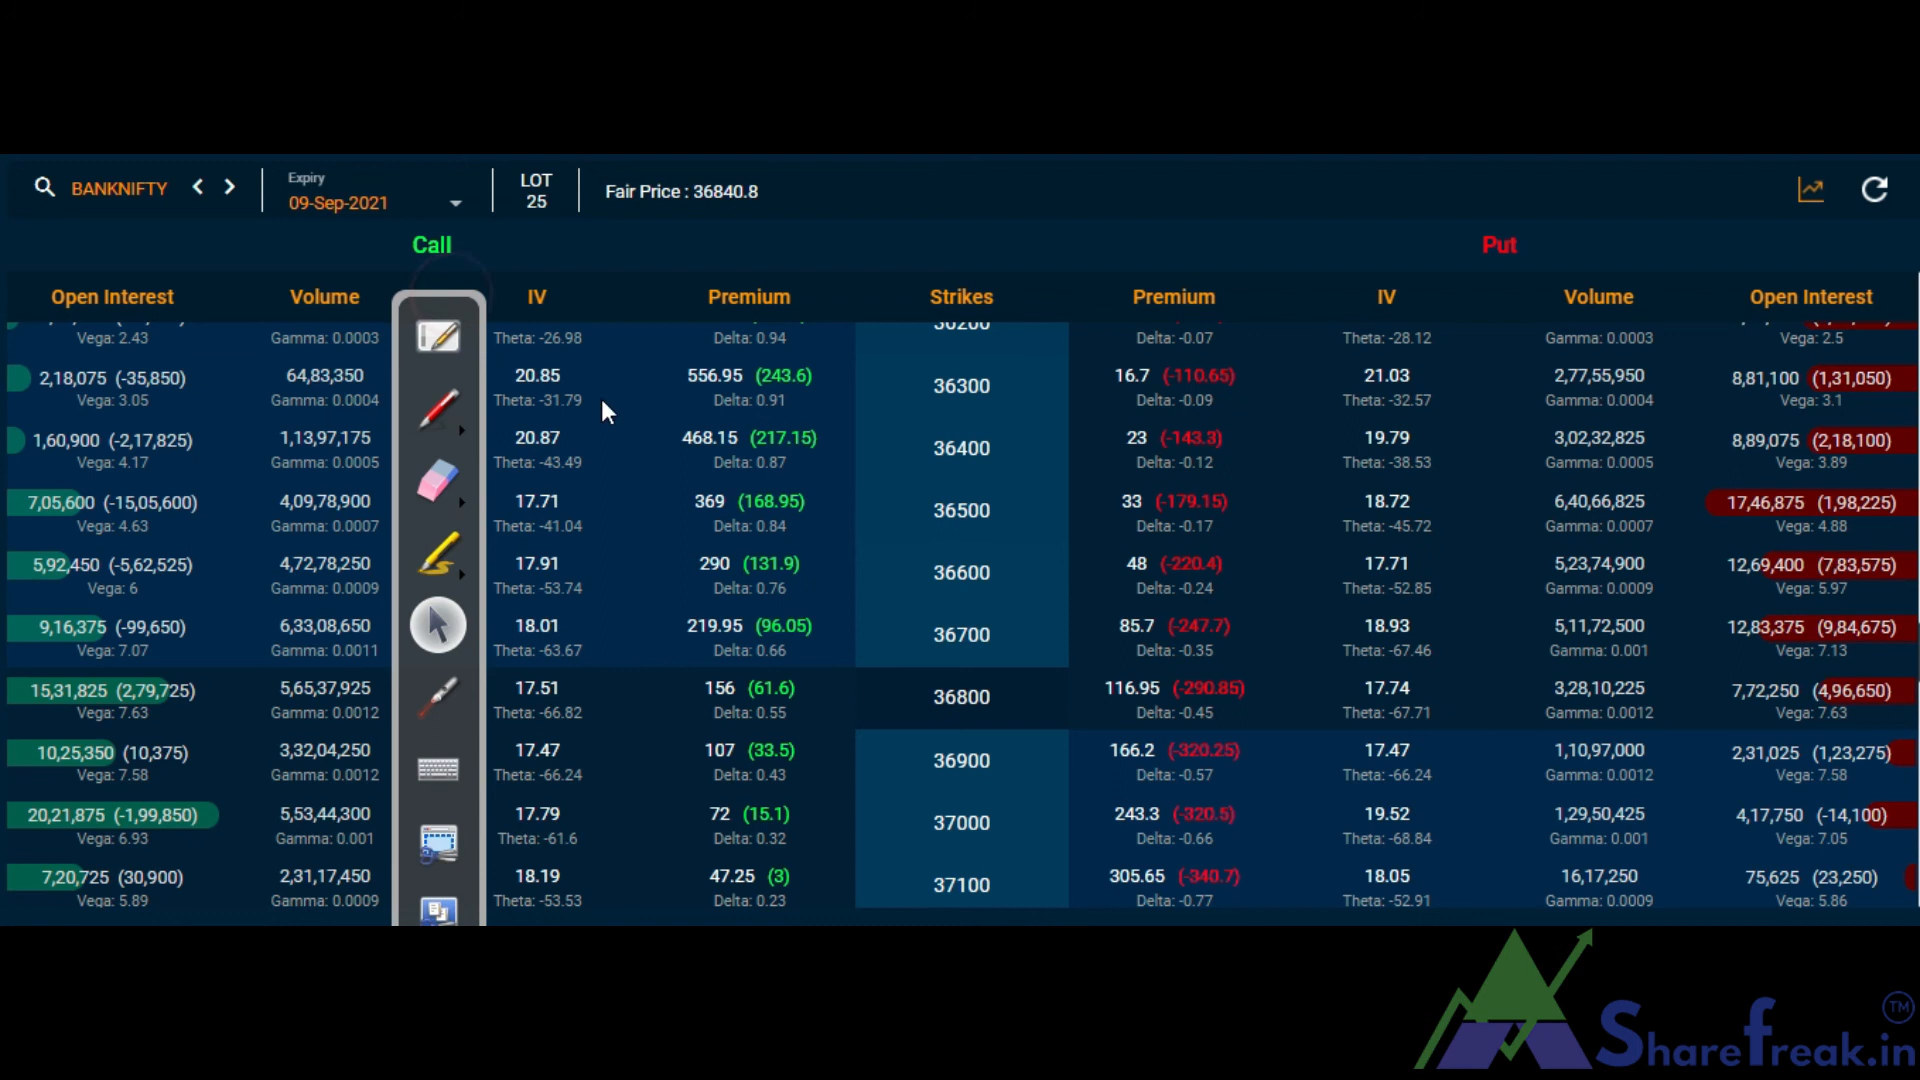 BANKNIFTY
Expiry
09-Sep-2021
LOT
25
Fair Price : 36840.8
Call Put
Open Interest Volume IV Premium Strikes Premium IV Volume Open Interest
36200
Vega: 2.43 Gamma: 0.0003 Theta: -26.98 Delta: 0.94 Delta: -0.07 Theta: -28.12 Gamma: 0.0003 Vega: 2.5
2,18,075 (-35,850) 64,83,350 20.85 556.95 (243.6) 36300 16.7 (-110.65) 21.03 2,77,55,950 8,81,100 (1,31,050)
Vega: 3.05 Gamma: 0.0004 Theta: -31.79 Delta: 0.91 Delta: -0.09 Theta: -32.57 Gamma: 0.0004 Vega: 3.1
1,60,900 (-2,17,825) 1,13,97,175 20.87 468.15 (217.15) 36400 23 (-143.3) 19.79 3,02,32,825 8,89,075 (2,18,100)
Vega: 4.17 Gamma: 0.0005 Theta: -43.49 Delta: 0.87 Delta: -0.12 Theta: -38.53 Gamma: 0.0005 Vega: 3.89
7,05,600 (-15,05,600) 4,09,78,900 17.71 369 (168.95) 36500 33 (-179.15) 18.72 6,40,66,825 17,46,875 (1,98,225)
Vega: 4.63 Gamma: 0.0007 Theta: -41.04 Delta: 0.84 Delta: -0.17 Theta: -45.72 Gamma: 0.0007 Vega: 4.88
5,92,450 (-5,62,525) 4,72,78,250 17.91 290 (131.9) 36600 48 (-220.4) 17.71 5,23,74,900 12,69,400 (7,83,575)
Vega: 6 Gamma: 0.0009 Theta: -53.74 Delta: 0.76 Delta: -0.24 Theta: -52.85 Gamma: 0.0009 Vega: 5.97
9,16,375 (-99,650) 6,33,08,650 18.01 219.95 (96.05) 36700 85.7 (-247.7) 18.93 5,11,72,500 12,83,375 (9,84,675)
Vega: 7.07 Gamma: 0.0011 Theta: -63.67 Delta: 0.66 Delta: -0.35 Theta: -67.46 Gamma: 0.001 Vega: 7.13
15,31,825 (2,79,725) 5,65,37,925 17.51 156 (61.6) 36800 116.95 (-290.85) 17.74 3,28,10,225 7,72,250 (4,96,650)
Vega: 7.63 Gamma: 0.0012 Theta: -66.82 Delta: 0.55 Delta: -0.45 Theta: -67.71 Gamma: 0.0012 Vega: 7.63
10,25,350 (10,375) 3,32,04,250 17.47 107 (33.5) 36900 166.2 (-320.25) 17.47 1,10,97,000 2,31,025 (1,23,275)
Vega: 7.58 Gamma: 0.0012 Theta: -66.24 Delta: 0.43 Delta: -0.57 Theta: -66.24 Gamma: 0.0012 Vega: 7.58
20,21,875 (-1,99,850) 5,53,44,300 17.79 72 (15.1) 37000 243.3 (-320.5) 19.52 1,29,50,425 4,17,750 (-14,100)
Vega: 6.93 Gamma: 0.001 Theta: -61.6 Delta: 0.32 Delta: -0.66 Theta: -68.84 Gamma: 0.001 Vega: 7.05
7,20,725 (30,900) 2,31,17,450 18.19 47.25 (3) 37100 305.65 (-340.7) 18.05 16,17,250 75,625 (23,250)
Vega: 5.89 Gamma: 0.0009 Theta: -53.53 Delta: 0.23 Delta: -0.77 Theta: -52.91 Gamma: 0.0009 Vega: 5.86
ShareFreak.in TM